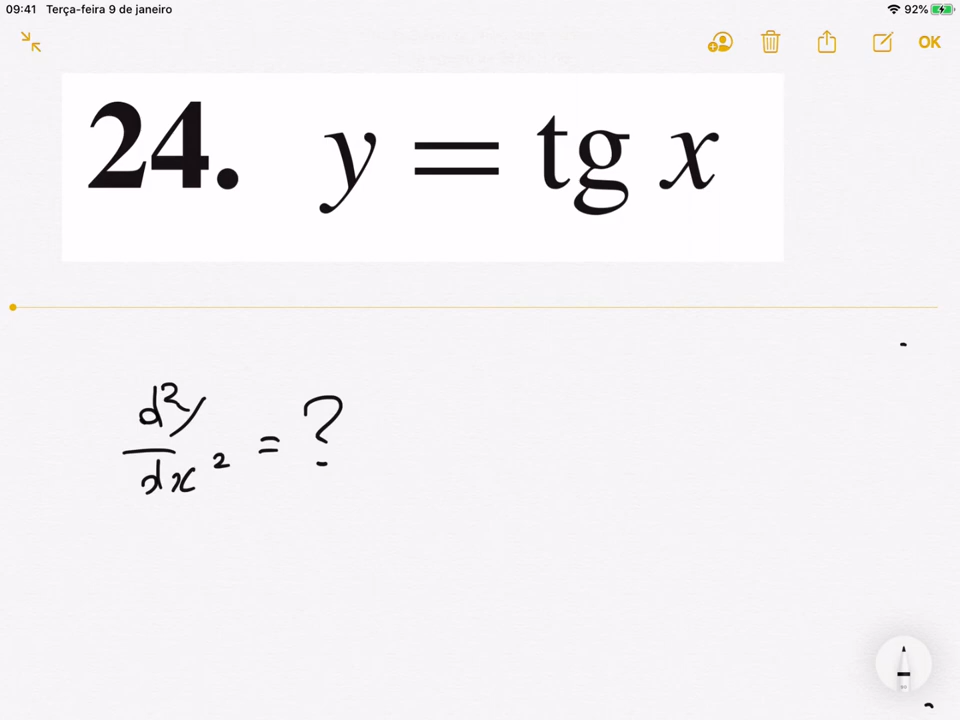 09:41 Terça-feira 9 de janeiro 92%
OK
24. y = tg x
d²y
dx² = ?